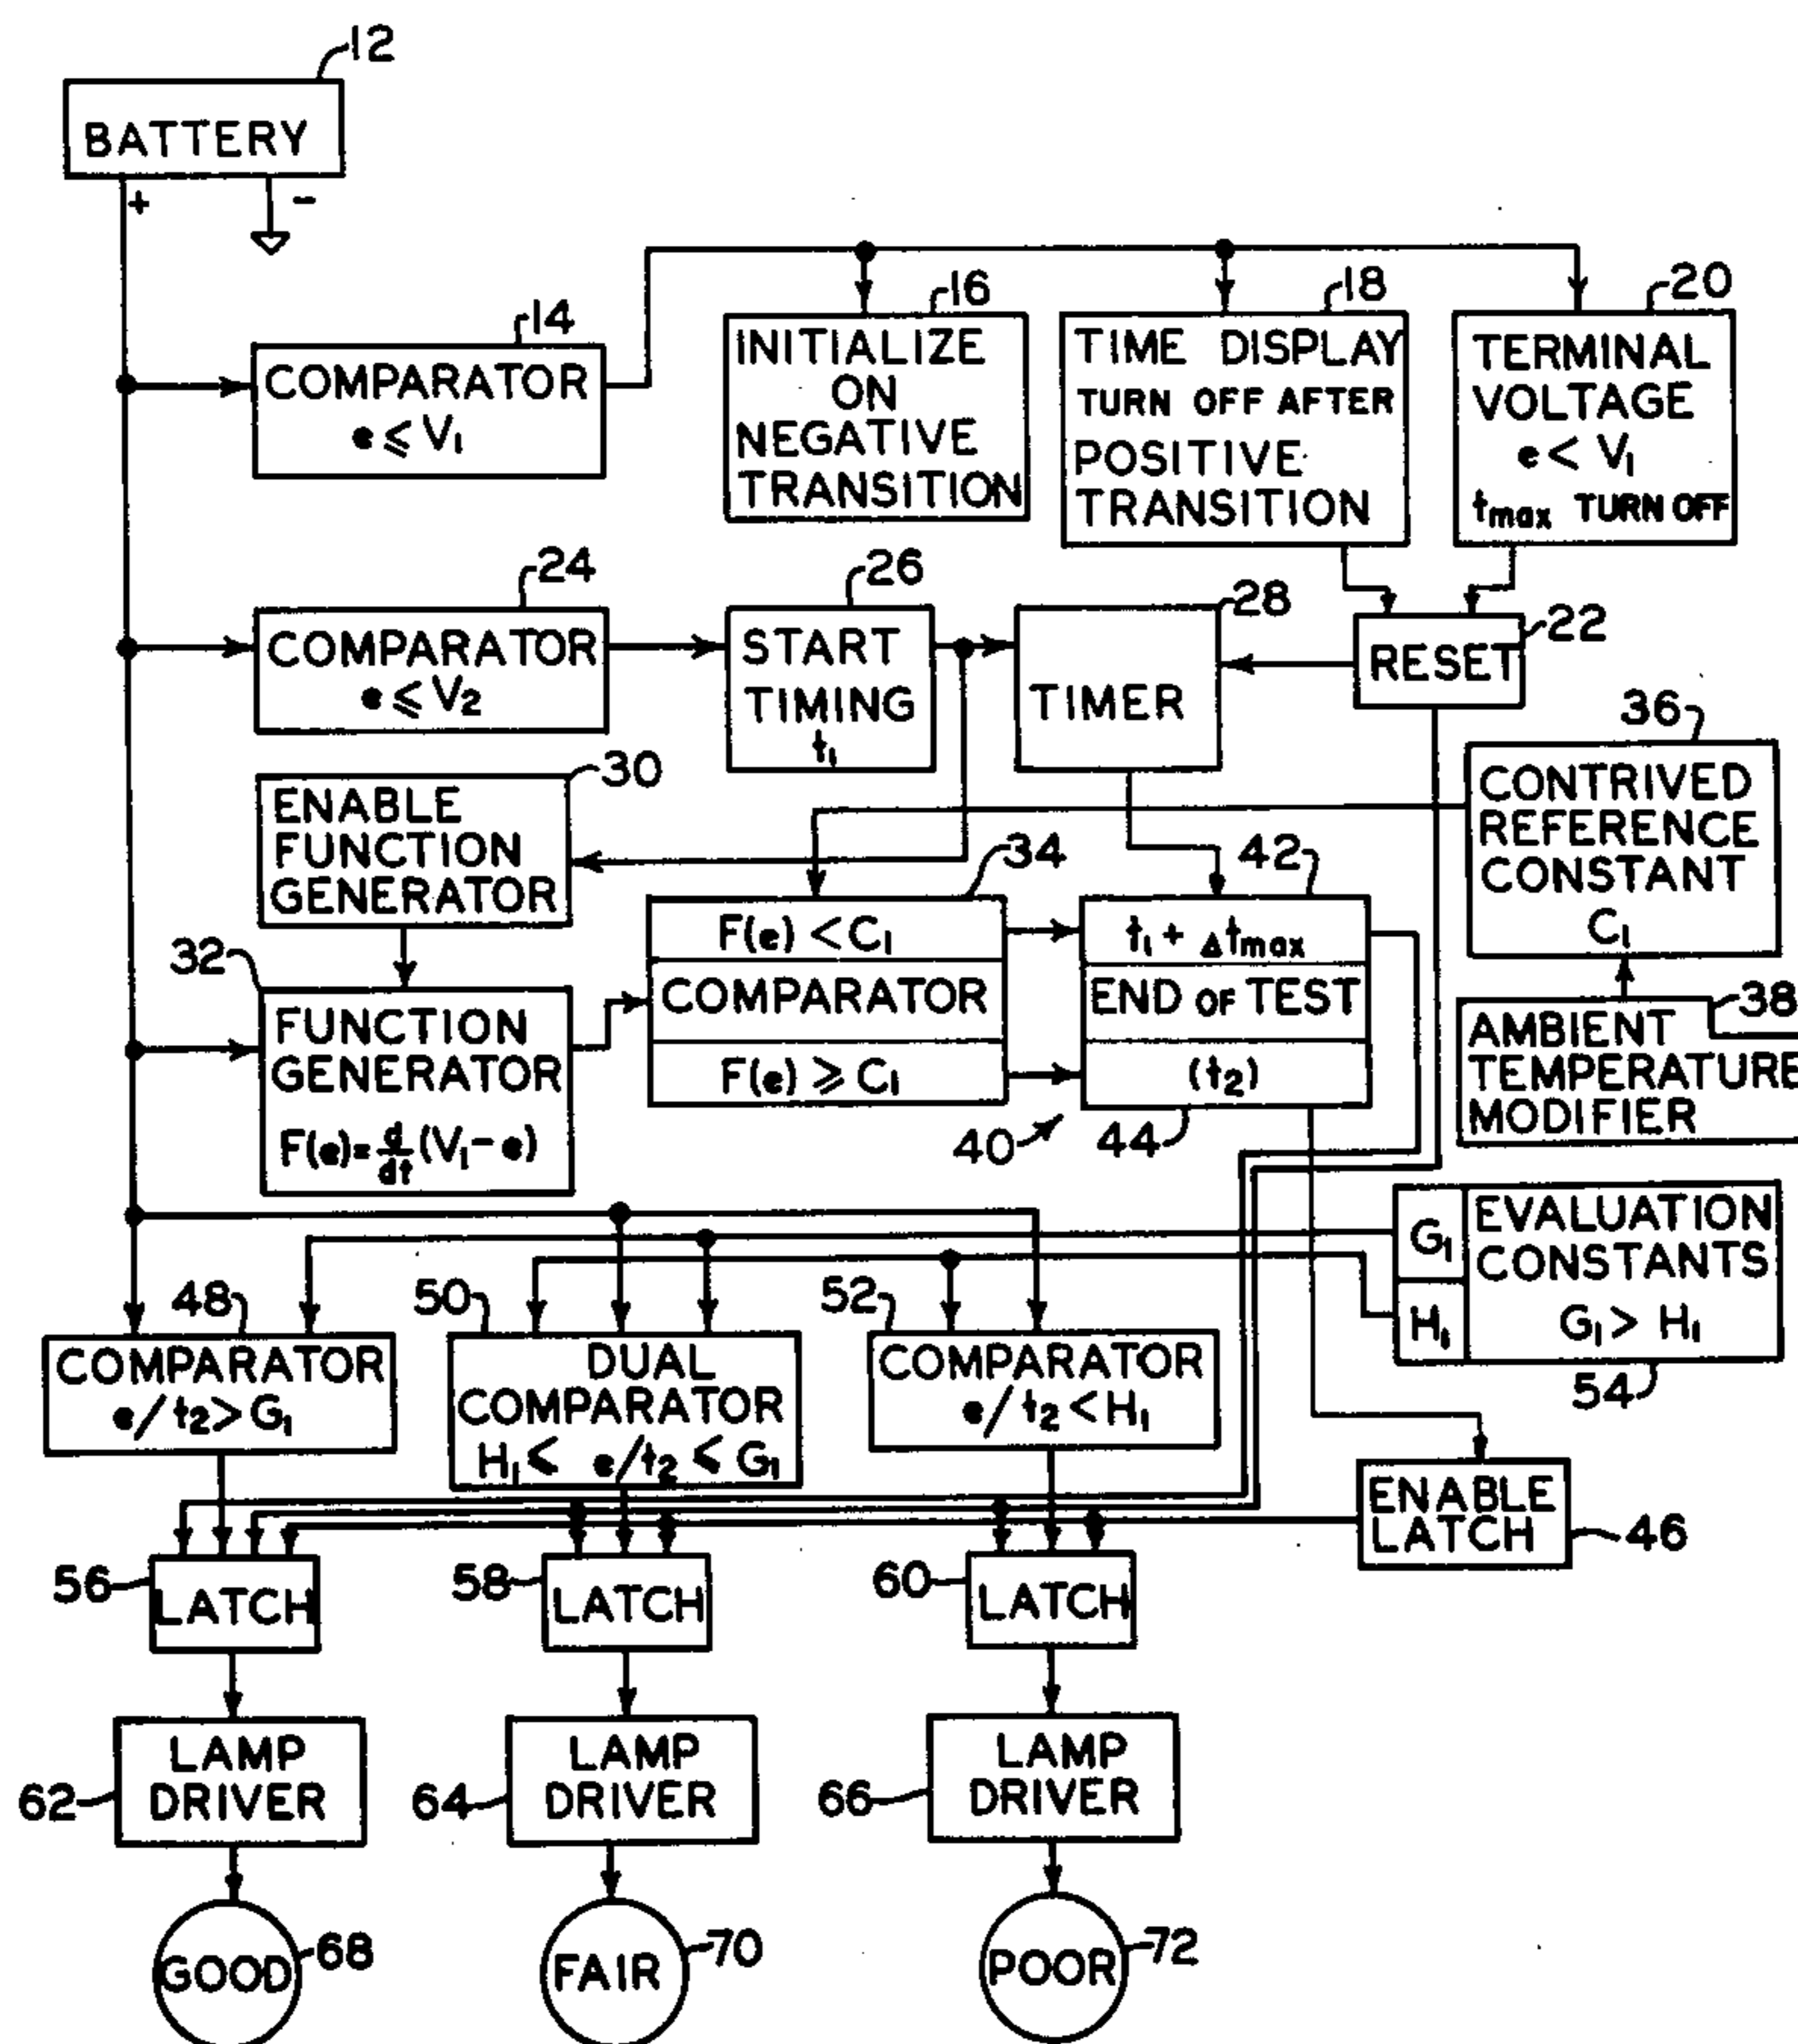 12
BATTERY
+ -
14
COMPARATOR
e ≤ V₁
16
INITIALIZE
ON
NEGATIVE
TRANSITION
18
TIME DISPLAY
TURN OFF AFTER
POSITIVE
TRANSITION
20
TERMINAL
VOLTAGE
e < V₁
tmax TURN OFF
24
COMPARATOR
e ≤ V₂
26
START
TIMING
t₁
28
TIMER
22
RESET
30
ENABLE
FUNCTION
GENERATOR
36
CONTRIVED
REFERENCE
CONSTANT
C₁
32
FUNCTION
GENERATOR
F(e)=d/dt(V₁-e)
34
F(e) < C₁
COMPARATOR
F(e) ≥ C₁
42
t₁ + Δtmax
END OF TEST
(t₂)
40
44
38
AMBIENT
TEMPERATURE
MODIFIER
G₁
H₁
EVALUATION
CONSTANTS
G₁ > H₁
54
48
COMPARATOR
e/t₂ > G₁
50
DUAL
COMPARATOR
H₁ ≤ e/t₂ ≤ G₁
52
COMPARATOR
e/t₂ < H₁
ENABLE
LATCH
46
56
LATCH
58
LATCH
60
LATCH
62
LAMP
DRIVER
64
LAMP
DRIVER
66
LAMP
DRIVER
GOOD
68
FAIR
70
POOR
72